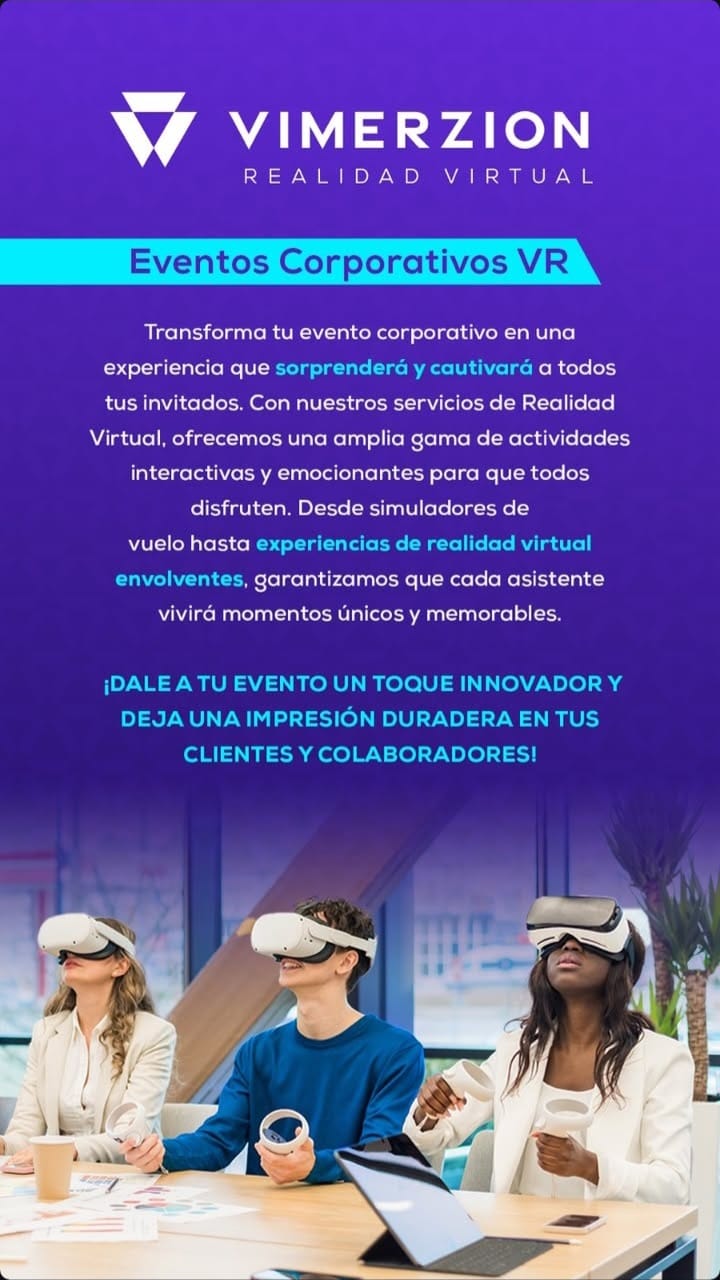 VIMERZION
REALIDAD VIRTUAL
Eventos Corporativos VR
Transforma tu evento corporativo en una
experiencia que sorprenderá y cautivará a todos
tus invitados. Con nuestros servicios de Realidad
Virtual, ofrecemos una amplia gama de actividades
interactivas y emocionantes para que todos
disfruten. Desde simuladores de
vuelo hasta experiencias de realidad virtual
envolventes, garantizamos que cada asistente
vivirá momentos únicos y memorables.
¡DALE A TU EVENTO UN TOQUE INNOVADOR Y
DEJA UNA IMPRESIÓN DURADERA EN TUS
CLIENTES Y COLABORADORES!